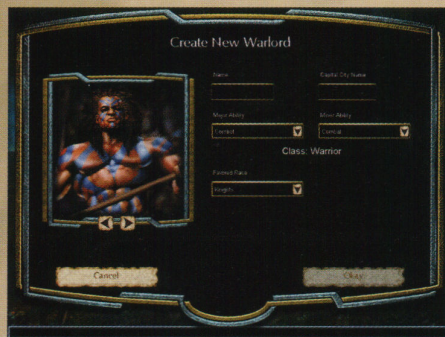 Create New Warlord
Name Capital City Name
Major Ability Minor Ability
Combat Combat
Class: Warrior
Favored Race
Knights
Cancel Okay